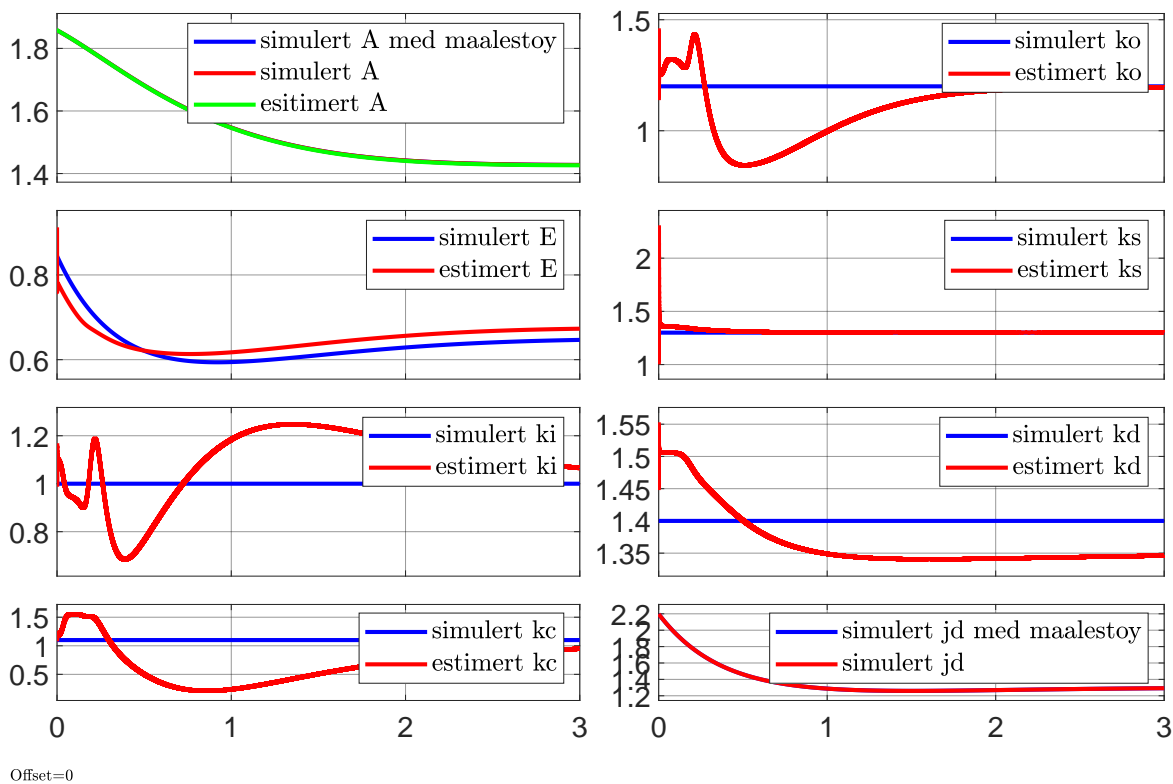 1.8
1.6
1.4
simulert A med maalestoy
simulert A
esitimert A
1.5
1
simulert ko
estimert ko
0.8
0.6
simulert E
estimert E
2
1.5
1
simulert ks
estimert ks
1.2
1
0.8
simulert ki
estimert ki
1.55
1.5
1.45
1.4
1.35
simulert kd
estimert kd
1.5
1
0.5
simulert kc
estimert kc
0
1
2
3
2.2
2
1.8
1.6
1.4
1.2
simulert jd med maalestoy
simulert jd
0
1
2
3
Offset=0